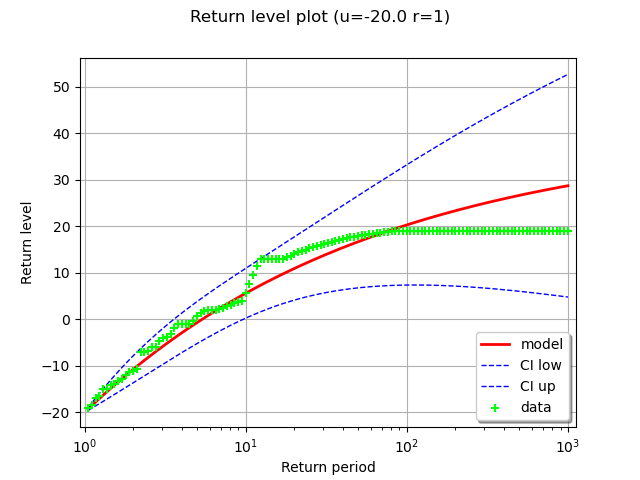 Return level plot (u=-20.0 r=1)
Return level
50
40
30
20
10
0
−10
−20
10^0
10^1
10^2
10^3
Return period
model
CI low
CI up
data